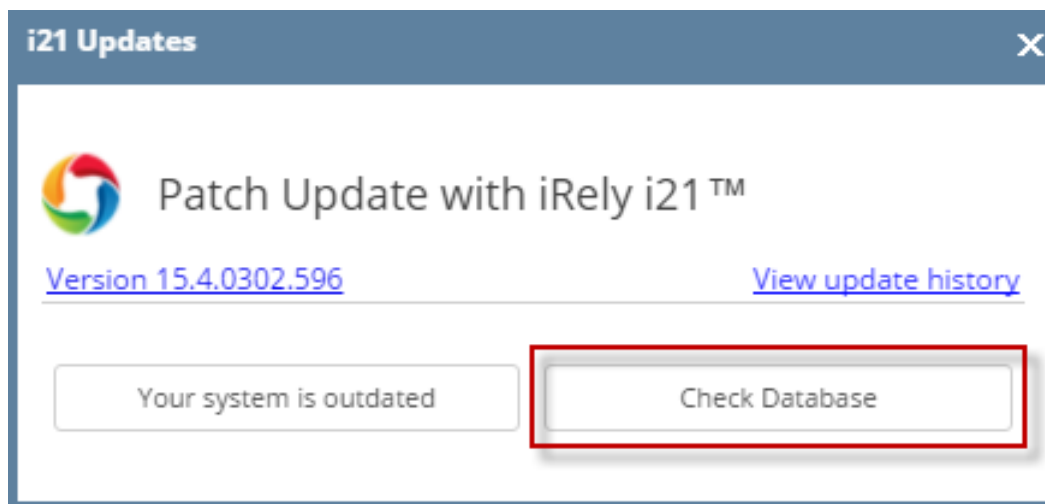 i21 Updates
Patch Update with iRely i21™
Version 15.4.0302.596
View update history
Your system is outdated
Check Database